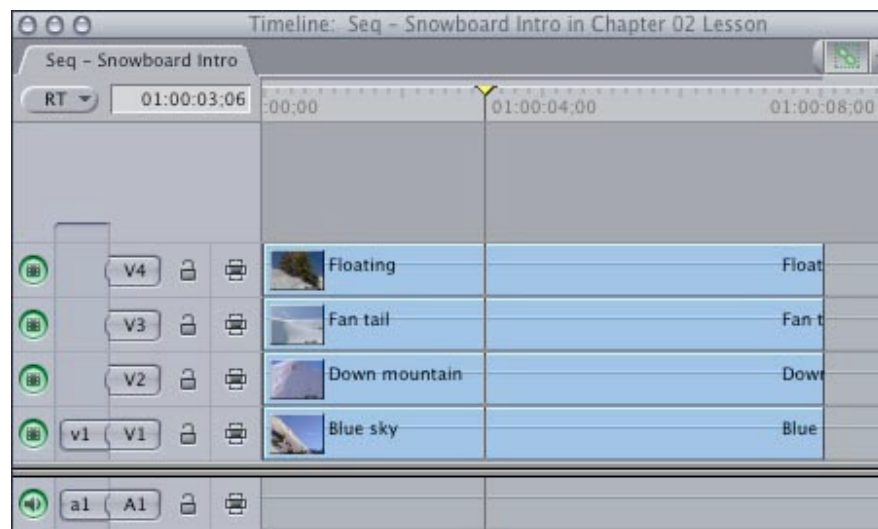 Timeline: Seq - Snowboard Intro in Chapter 02 Lesson
Seq - Snowboard Intro
RT 01:00:03;06 :00;00 01:00:04;00 01:00:08;00
V4 Floating Float
V3 Fan tail Fan t
V2 Down mountain Down
v1 V1 Blue sky Blue
a1 A1